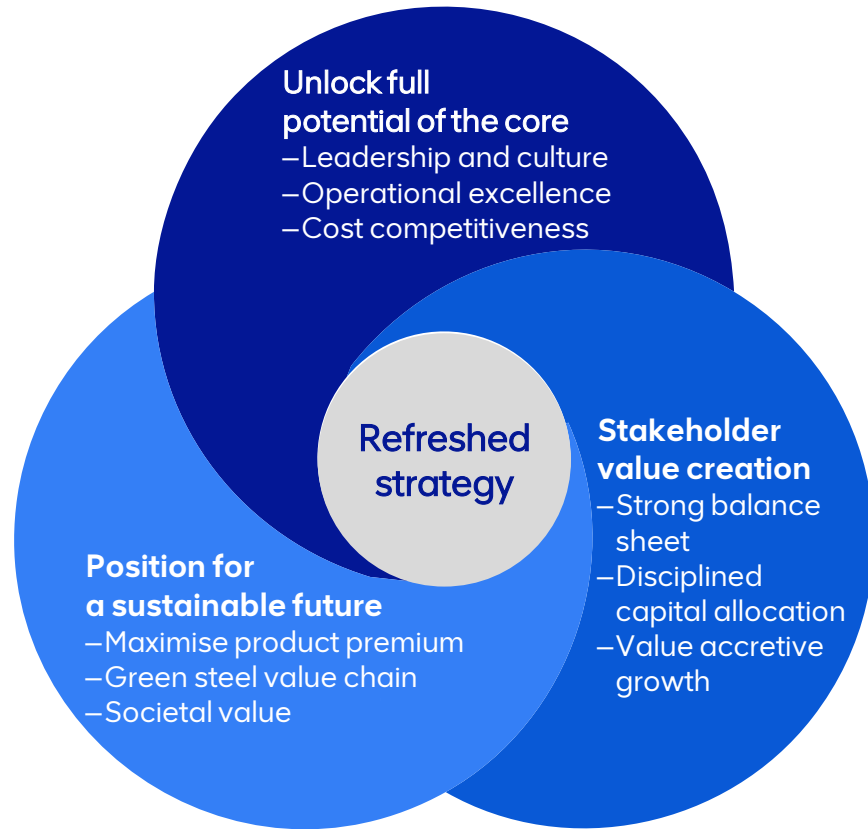 Unlock full
potential of the core
–Leadership and culture
–Operational excellence
–Cost competitiveness
Refreshed
strategy
Stakeholder
value creation
–Strong balance
sheet
–Disciplined
capital allocation
–Value accretive
growth
Position for
a sustainable future
–Maximise product premium
–Green steel value chain
–Societal value